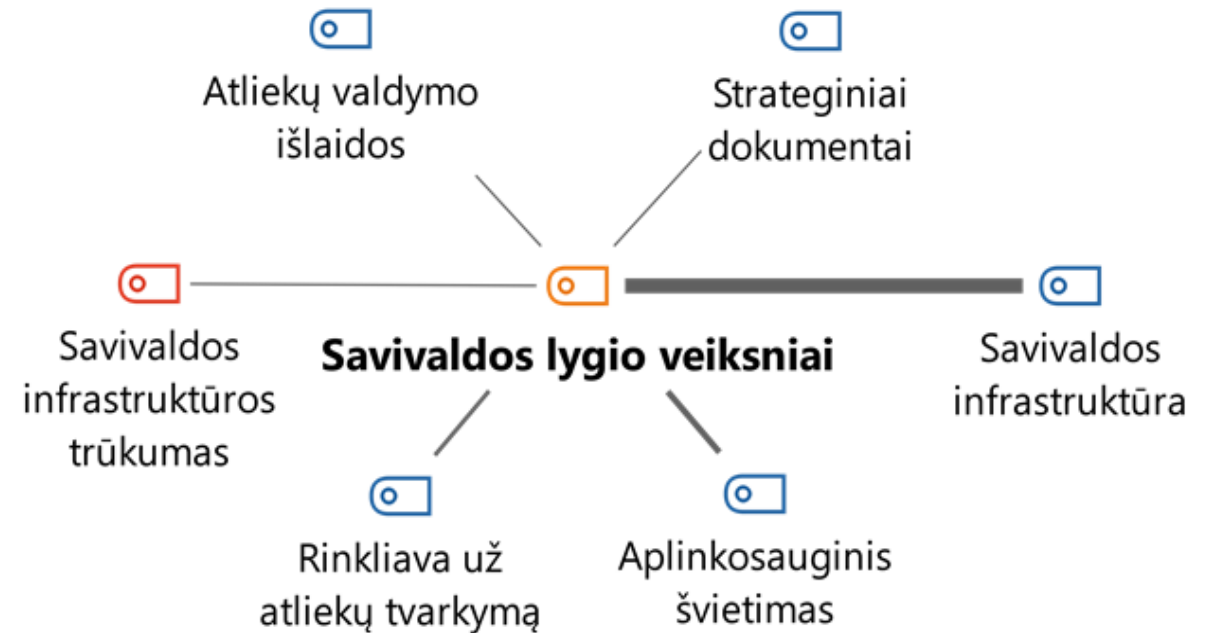 Atliekų valdymo
išlaidos
Strateginiai
dokumentai
Savivaldos
infrastruktūros
trūkumas
Savivaldos lygio veiksniai
Savivaldos
infrastruktūra
Rinkliava už
atliekų tvarkymą
Aplinkosauginis
švietimas